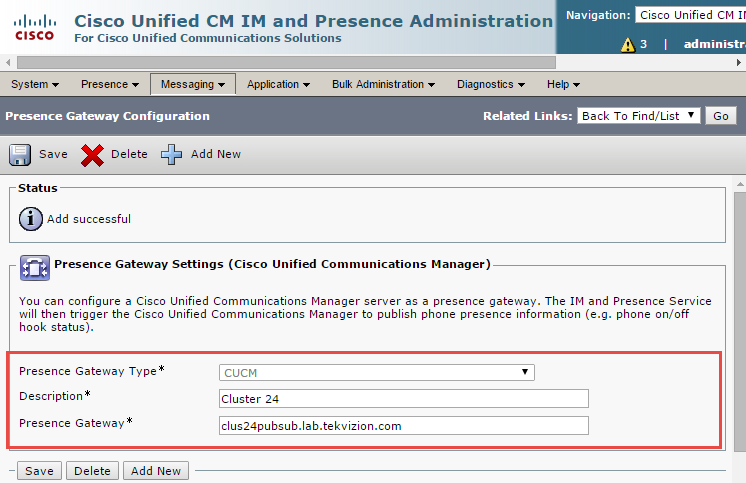 Cisco Unified CM IM and Presence Administration
Navigation: Cisco Unified CM IM
CISCO
For Cisco Unified Communications Solutions
3 | administra
System Presence Messaging Application Bulk Administration Diagnostics Help
Presence Gateway Configuration
Related Links: Back To Find/List Go
Save Delete Add New
Status
Add successful
Presence Gateway Settings (Cisco Unified Communications Manager)
You can configure a Cisco Unified Communications Manager server as a presence gateway. The IM and Presence Service
will then trigger the Cisco Unified Communications Manager to publish phone presence information (e.g. phone on/off
hook status).
Presence Gateway Type* CUCM
Description* Cluster 24
Presence Gateway* clus24pubsub.lab.tekvizion.com
Save Delete Add New